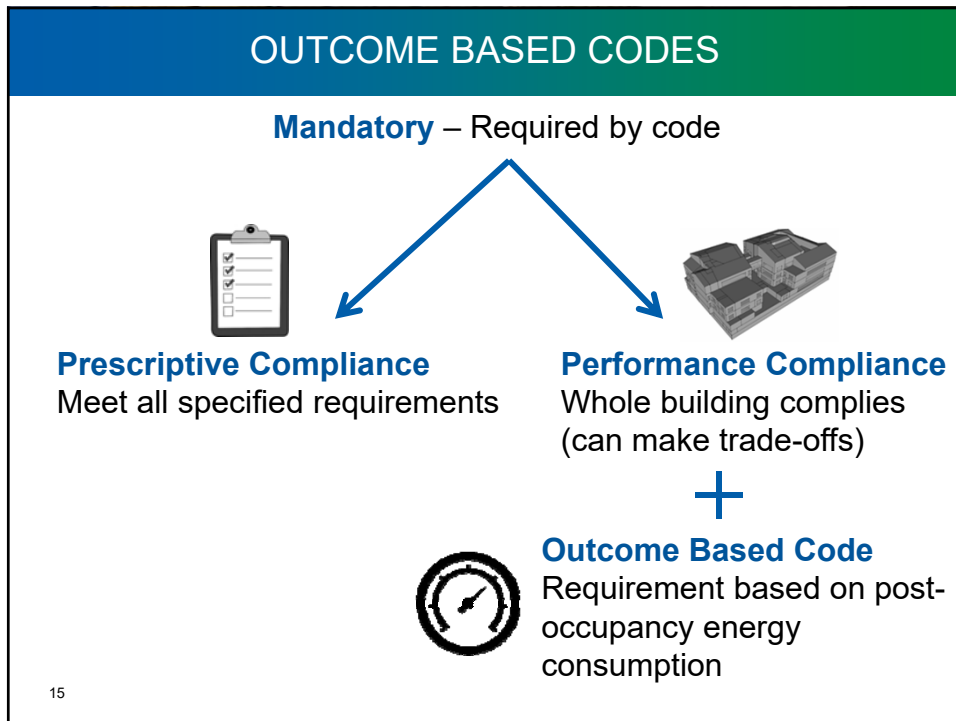 OUTCOME BASED CODES
Mandatory – Required by code
Prescriptive Compliance
Meet all specified requirements
Performance Compliance
Whole building complies
(can make trade-offs)
Outcome Based Code
Requirement based on post-
occupancy energy
consumption
15